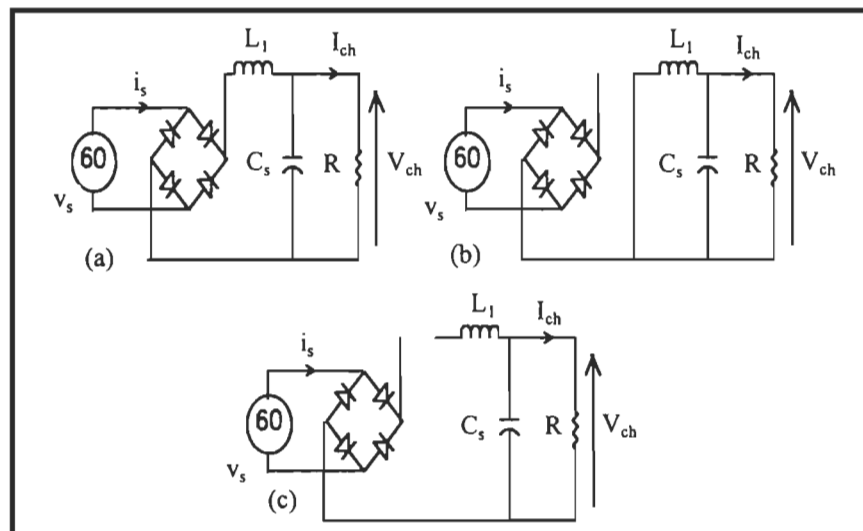 L1 Ich
is
60
Cs R Vch
vs
(a)
L1 Ich
is
60
Cs R Vch
vs
(b)
L1 Ich
is
60
Cs R Vch
vs
(c)